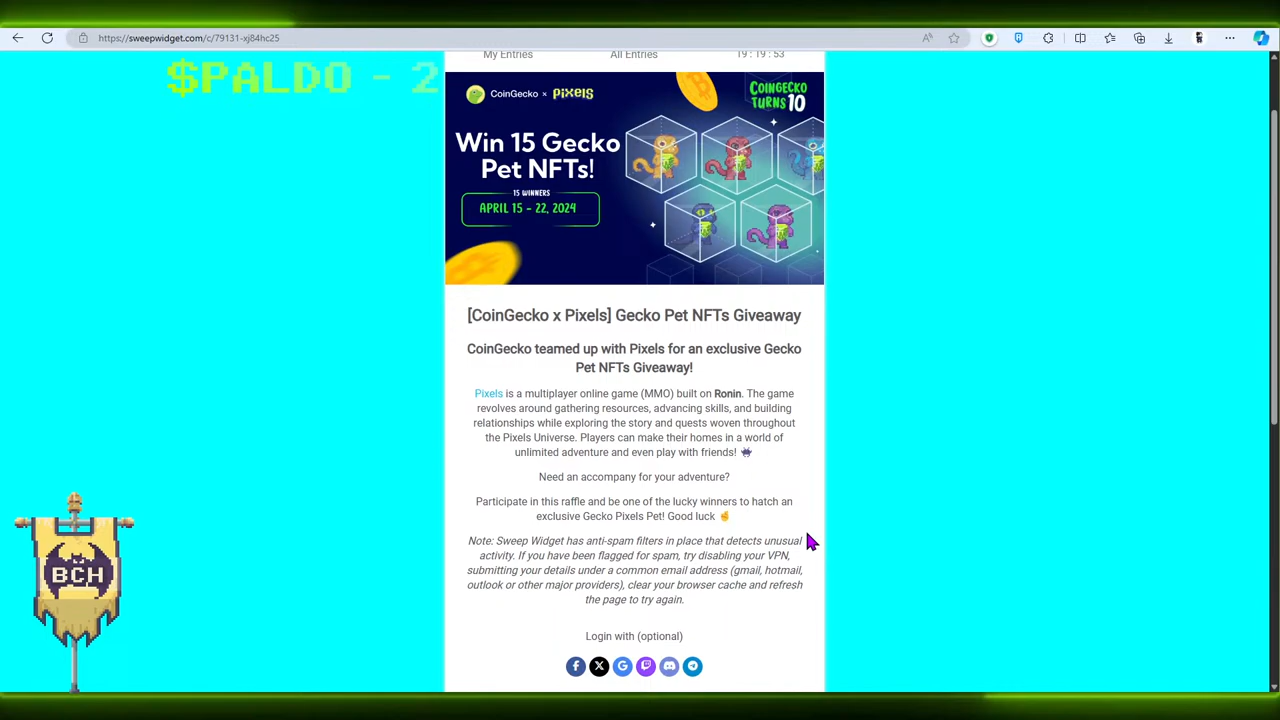 https://sweepwidget.com/c/79131-xj84hc25
My Entries
All Entries
19 : 19 : 53
$PALDO - 2
CoinGecko × PIXELS
COINGECKO
TURNS 10
Win 15 Gecko
Pet NFTs!
15 WINNERS
APRIL 15 - 22, 2024
[CoinGecko x Pixels] Gecko Pet NFTs Giveaway
CoinGecko teamed up with Pixels for an exclusive Gecko
Pet NFTs Giveaway!
Pixels is a multiplayer online game (MMO) built on Ronin. The game
revolves around gathering resources, advancing skills, and building
relationships while exploring the story and quests woven throughout
the Pixels Universe. Players can make their homes in a world of
unlimited adventure and even play with friends! 👾
Need an accompany for your adventure?
Participate in this raffle and be one of the lucky winners to hatch an
exclusive Gecko Pixels Pet! Good luck 🤞
Note: Sweep Widget has anti-spam filters in place that detects unusual
activity. If you have been flagged for spam, try disabling your VPN,
submitting your details under a common email address (gmail, hotmail,
outlook or other major providers), clear your browser cache and refresh
the page to try again.
Login with (optional)
BCH